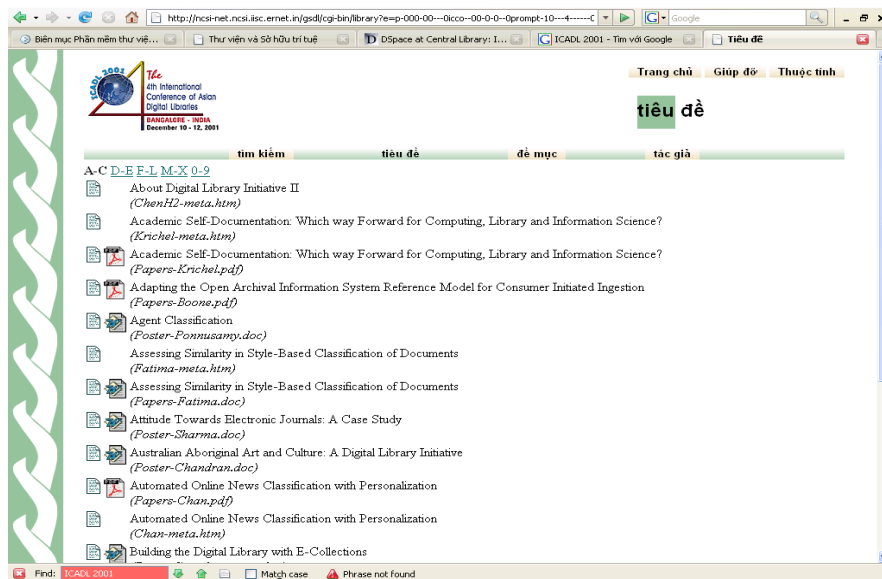 http://ncsi-net.ncsi.iisc.ernet.in/gsdl/cgi-bin/library?e=p-000-00---0icco--00-0-0--0prompt-10---4------C
Google
Biên mục Phần mềm thư việ...
Thư viện và Sở hữu trí tuệ
DSpace at Central Library: I...
ICADL 2001 - Tìm với Google
Tiêu đề
ICADL 2001
The
4th International
Conference of Asian
Digital Libraries
BANGALORE - INDIA
December 10 - 12, 2001
Trang chủ Giúp đỡ Thuộc tính
tiêu đề
tìm kiếm tiêu đề đề mục tác giả
A-C D-E F-L M-X 0-9
About Digital Library Initiative II
(ChenH2-meta.htm)
Academic Self-Documentation: Which way Forward for Computing, Library and Information Science?
(Krichel-meta.htm)
Academic Self-Documentation: Which way Forward for Computing, Library and Information Science?
(Papers-Krichel.pdf)
Adapting the Open Archival Information System Reference Model for Consumer Initiated Ingestion
(Papers-Boone.pdf)
Agent Classification
(Poster-Ponnusamy.doc)
Assessing Similarity in Style-Based Classification of Documents
(Fatima-meta.htm)
Assessing Similarity in Style-Based Classification of Documents
(Papers-Fatima.doc)
Attitude Towards Electronic Journals: A Case Study
(Poster-Sharma.doc)
Australian Aboriginal Art and Culture: A Digital Library Initiative
(Poster-Chandran.doc)
Automated Online News Classification with Personalization
(Papers-Chan.pdf)
Automated Online News Classification with Personalization
(Chan-meta.htm)
Building the Digital Library with E-Collections
Find: ICADL 2001 Match case Phrase not found